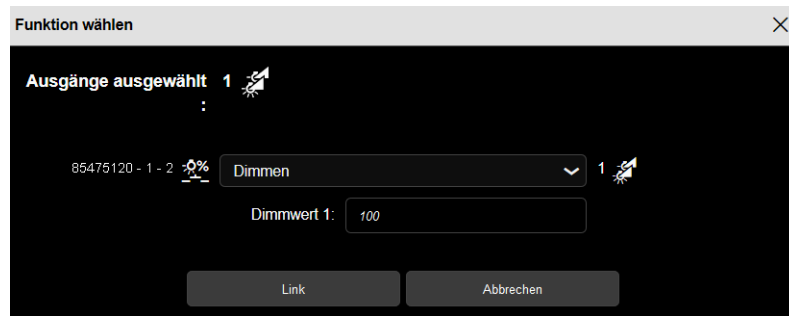 Funktion wählen
Ausgänge ausgewählt 1
:
85475120 - 1 - 2 % Dimmen 1
Dimmwert 1: 100
Link Abbrechen